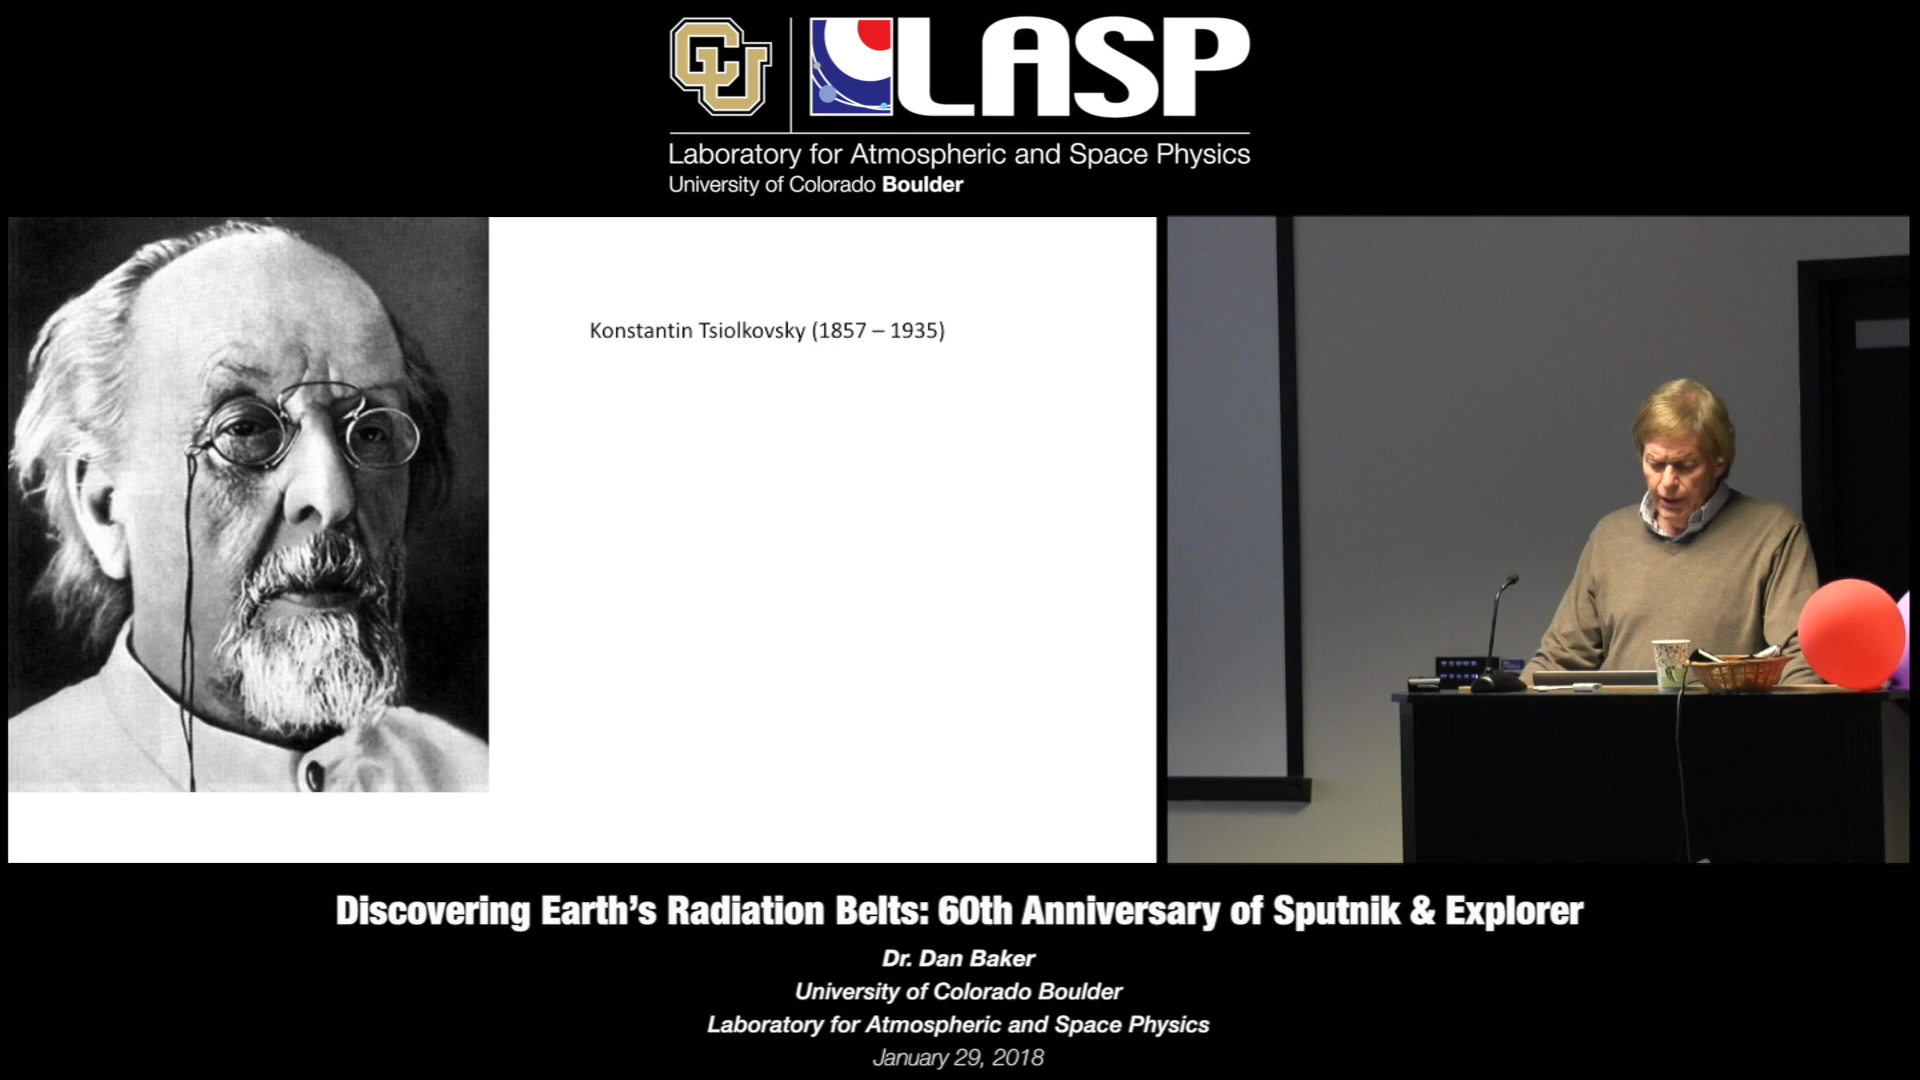 CU
LASP
Laboratory for Atmospheric and Space Physics
University of Colorado Boulder
Konstantin Tsiolkovsky (1857 – 1935)
Discovering Earth's Radiation Belts: 60th Anniversary of Sputnik & Explorer
Dr. Dan Baker
University of Colorado Boulder
Laboratory for Atmospheric and Space Physics
January 29, 2018